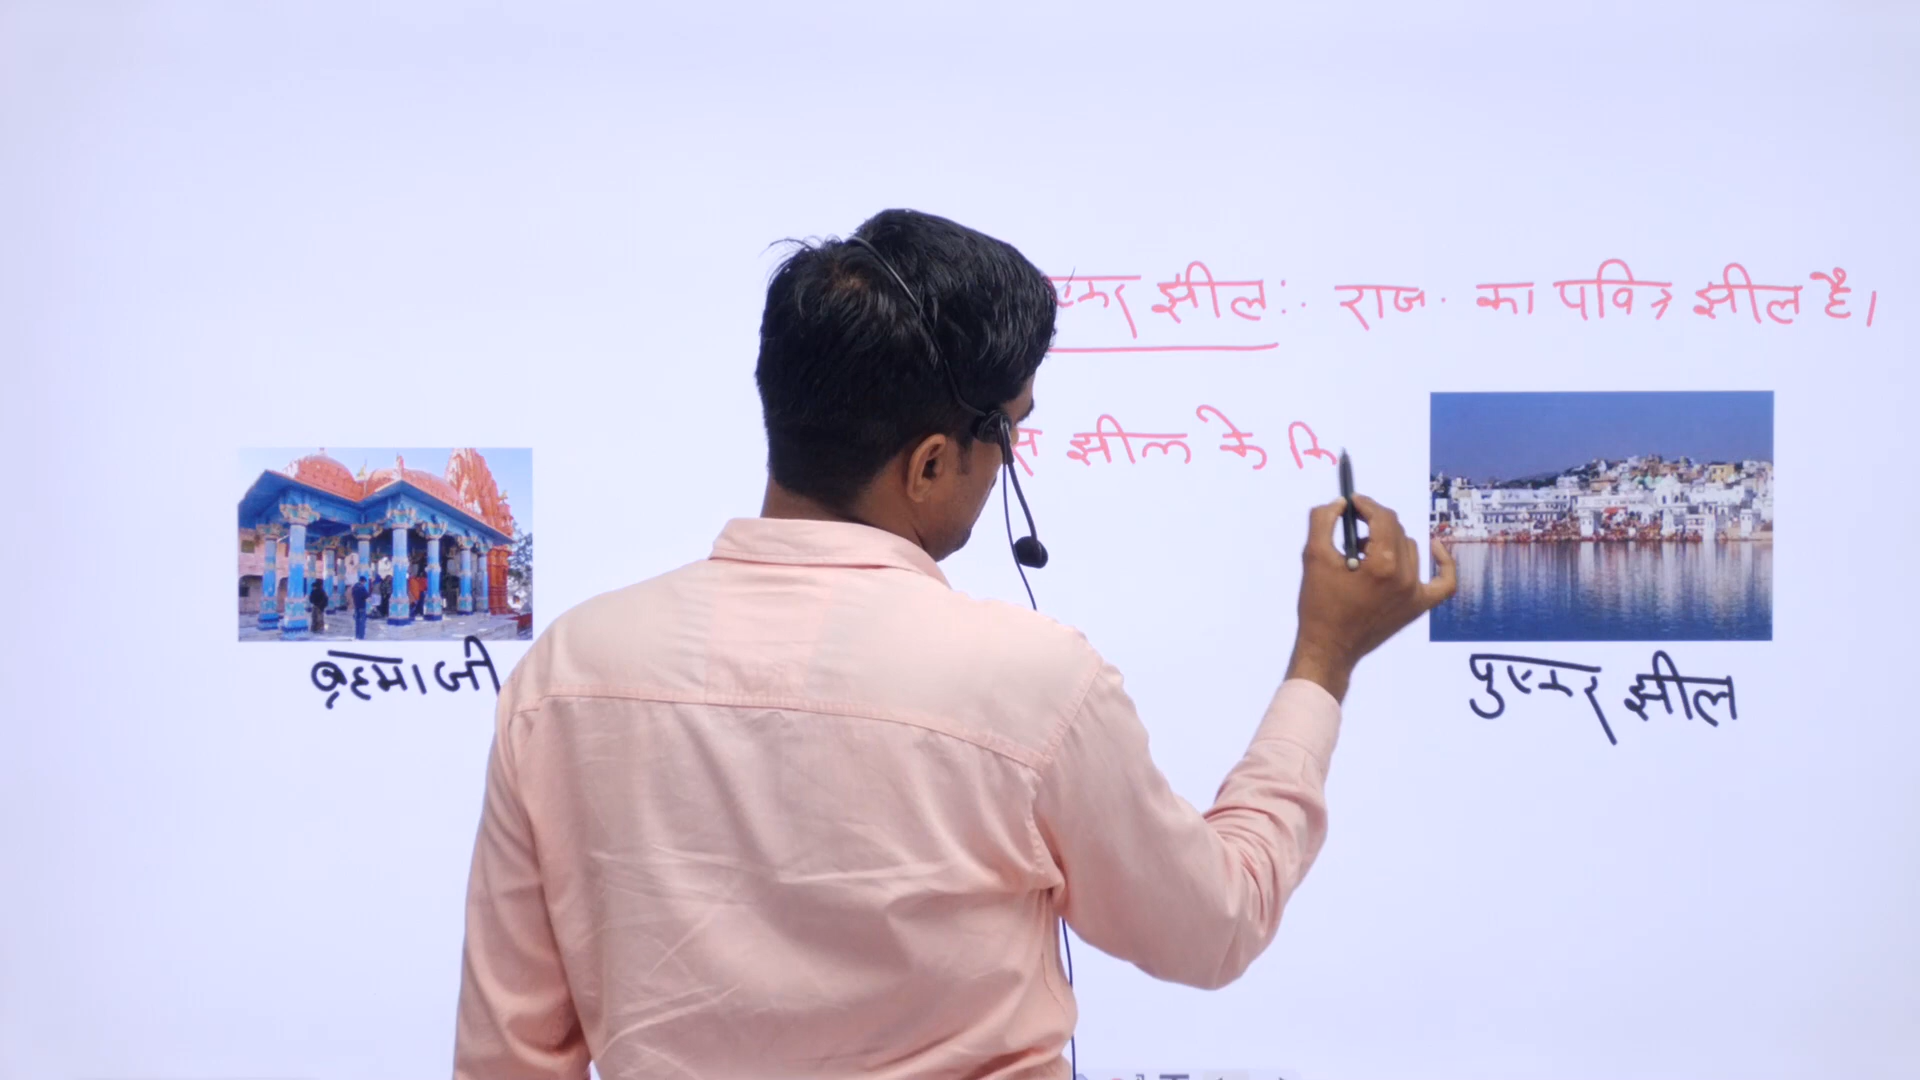 झील:- राज. का पवित्र झील है।
झील के कि
ब्रह्माजी
पुष्कर झील